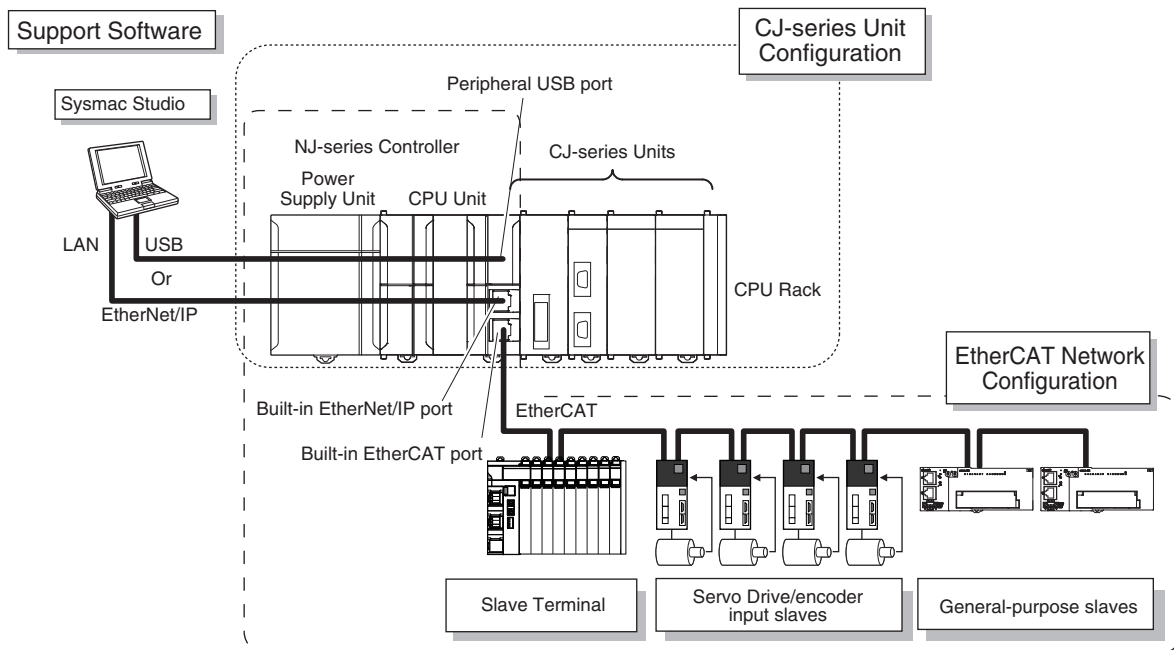 Support Software
CJ-series Unit
Configuration
Peripheral USB port
Sysmac Studio
NJ-series Controller
CJ-series Units
Power
Supply Unit
CPU Unit
LAN
USB
Or
EtherNet/IP
CPU Rack
EtherCAT Network
Configuration
Built-in EtherNet/IP port
EtherCAT
Built-in EtherCAT port
Slave Terminal
Servo Drive/encoder
input slaves
General-purpose slaves